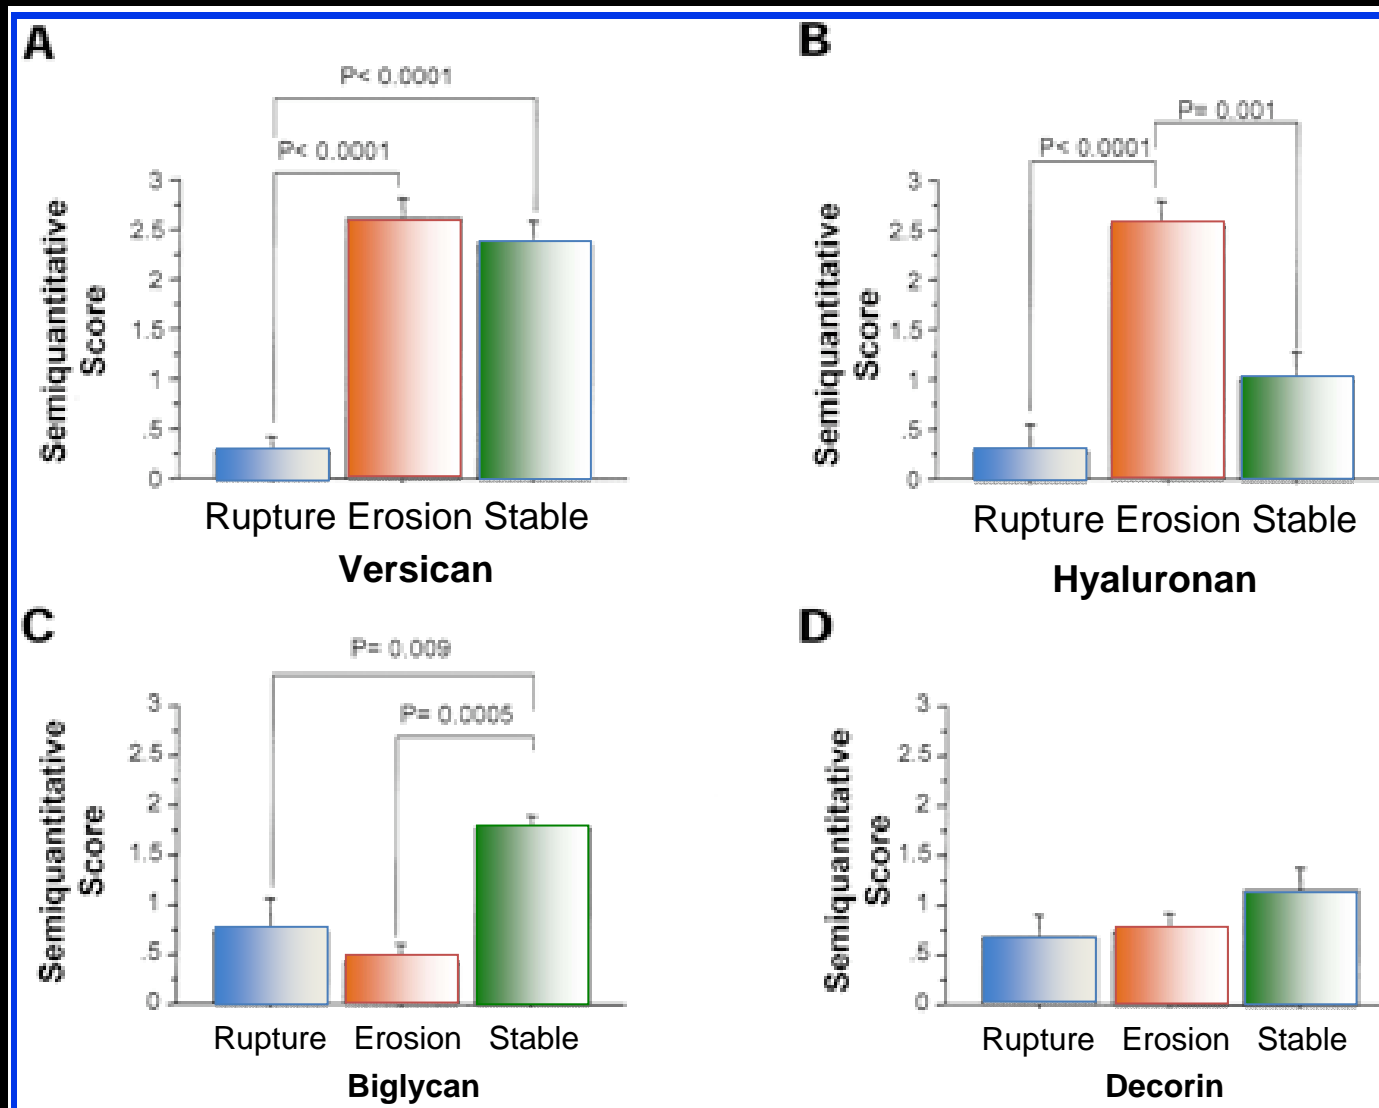 A
P< 0.0001
P< 0.0001
3
2.5
2
1.5
1
.5
0
Semiquantitative
Score
Rupture Erosion Stable
Versican
B
P= 0.001
P< 0.0001
3
2.5
2
1.5
1
.5
0
Semiquantitative
Score
Rupture Erosion Stable
Hyaluronan
C
P= 0.009
P= 0.0005
3
2.5
2
1.5
1
.5
0
Semiquantitative
Score
Rupture Erosion Stable
Biglycan
D
3
2.5
2
1.5
1
.5
0
Semiquantitative
Score
Rupture Erosion Stable
Decorin